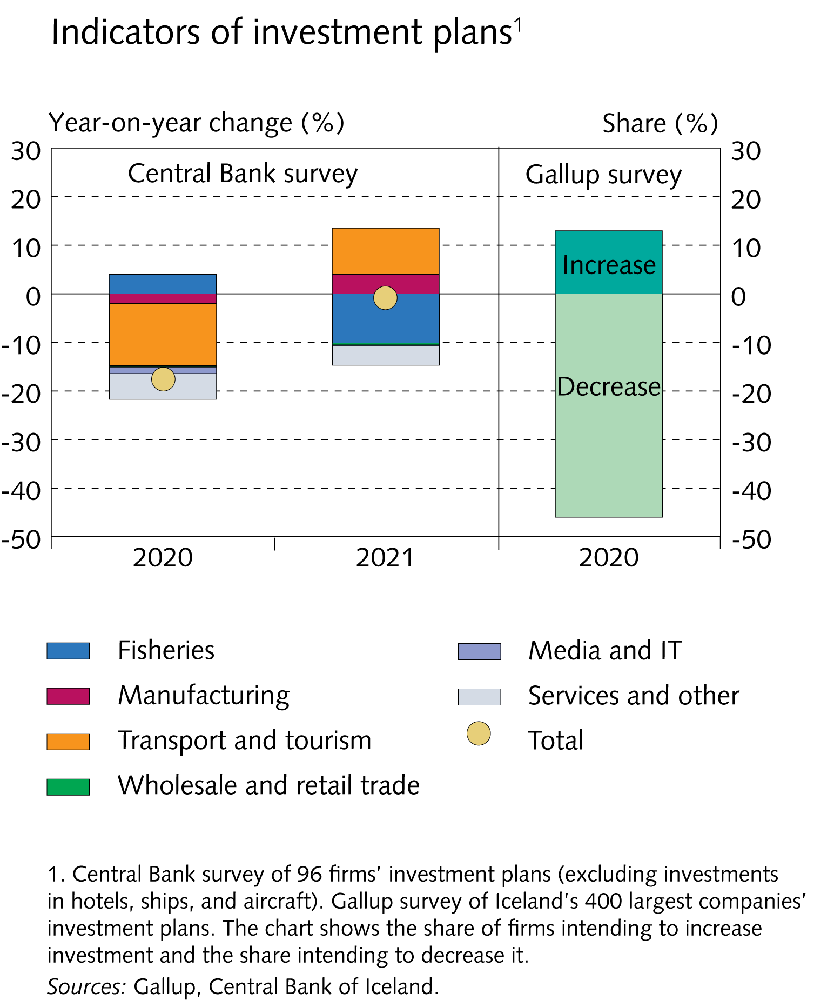 Indicators of investment plans¹
Year-on-year change (%)
Share (%)
Central Bank survey
Gallup survey
30
20
10
0
-10
-20
-30
-40
-50
30
20
10
0
-10
-20
-30
-40
-50
Increase
Decrease
2020
2021
2020
Fisheries
Manufacturing
Transport and tourism
Wholesale and retail trade
Media and IT
Services and other
Total
1. Central Bank survey of 96 firms’ investment plans (excluding investments
in hotels, ships, and aircraft). Gallup survey of Iceland’s 400 largest companies’
investment plans. The chart shows the share of firms intending to increase
investment and the share intending to decrease it.
Sources: Gallup, Central Bank of Iceland.